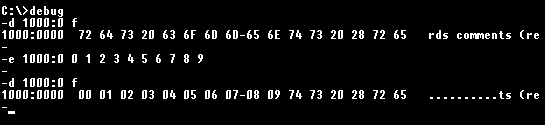 C:\>debug
-d 1000:0 f
1000:0000  72 64 73 20 63 6F 6D 6D-65 6E 74 73 20 28 72 65   rds comments (re
-
-e 1000:0 0 1 2 3 4 5 6 7 8 9
-
-d 1000:0 f
1000:0000  00 01 02 03 04 05 06 07-08 09 74 73 20 28 72 65   ..........ts (re
-_